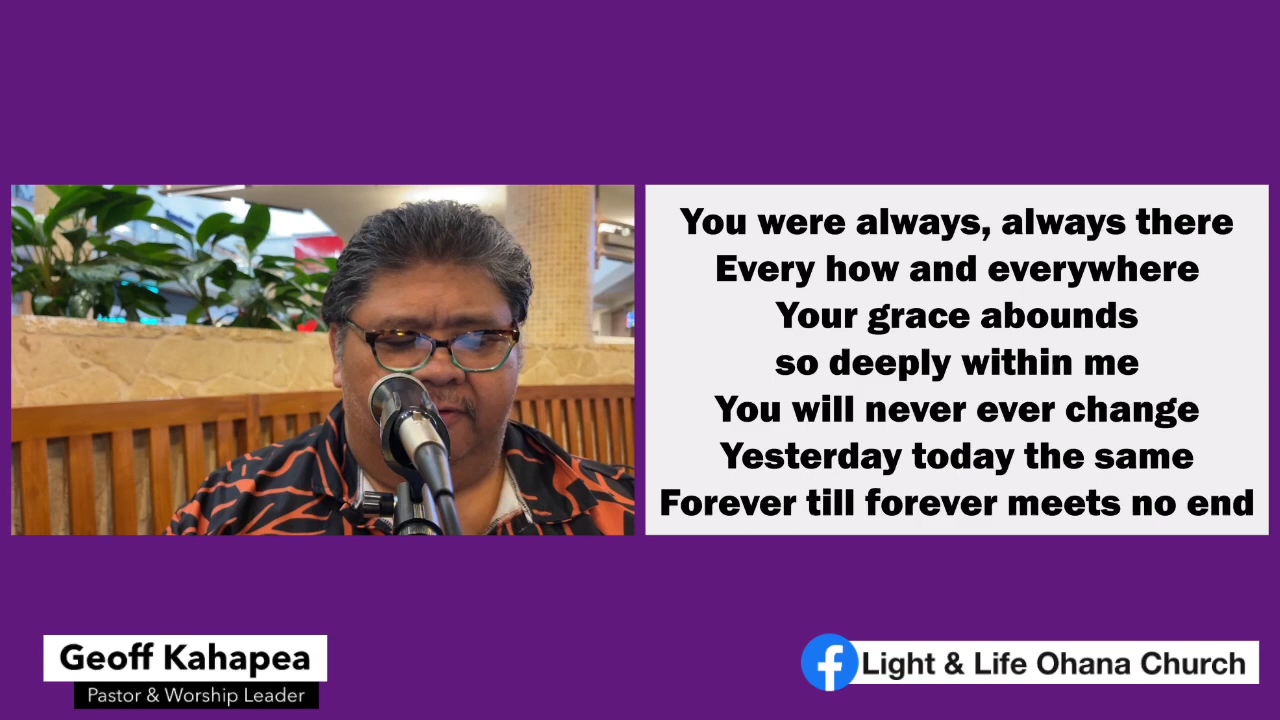 You were always, always there
Every how and everywhere
Your grace abounds
so deeply within me
You will never ever change
Yesterday today the same
Forever till forever meets no end
Geoff Kahapea
Pastor & Worship Leader
Light & Life Ohana Church